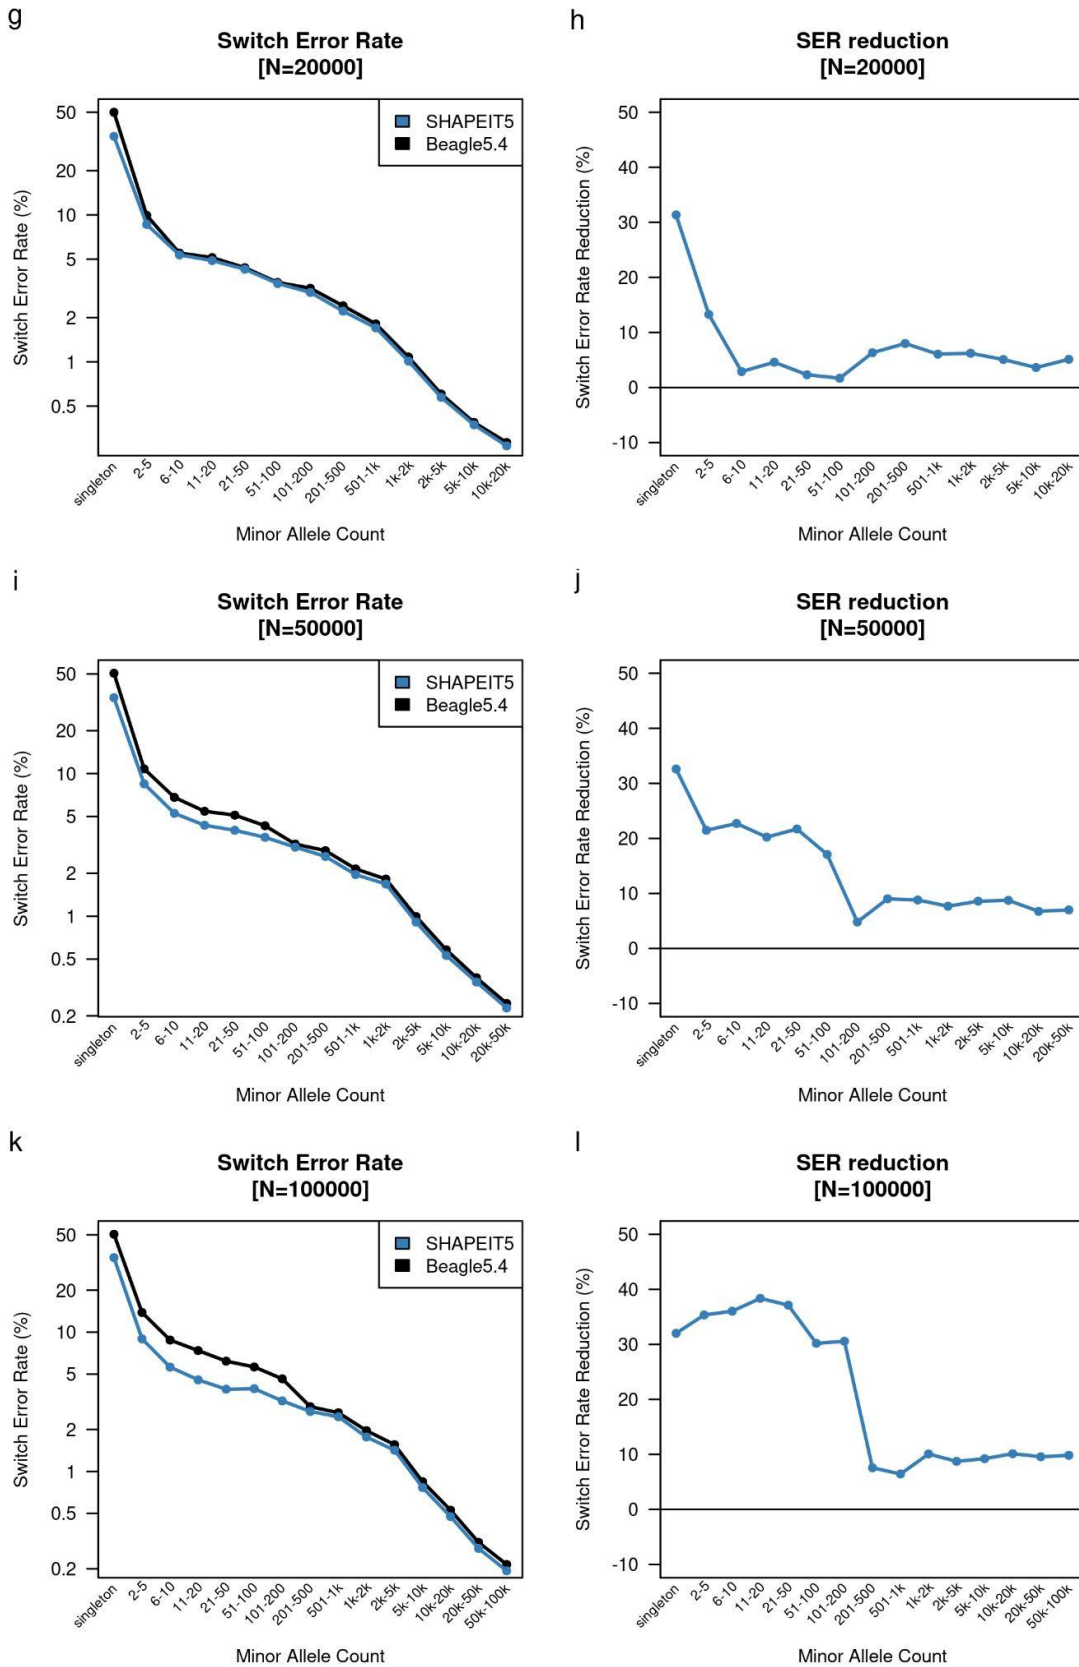 g
Switch Error Rate
[N=20000]
Switch Error Rate (%)
50
20
10
5
2
1
0.5
SHAPEIT5
Beagle5.4
singleton
2-5
6-10
11-20
21-50
51-100
101-200
201-500
501-1k
1k-2k
2k-5k
5k-10k
10k-20k
Minor Allele Count
h
SER reduction
[N=20000]
Switch Error Rate Reduction (%)
50
40
30
20
10
0
-10
singleton
2-5
6-10
11-20
21-50
51-100
101-200
201-500
501-1k
1k-2k
2k-5k
5k-10k
10k-20k
Minor Allele Count
i
Switch Error Rate
[N=50000]
Switch Error Rate (%)
50
20
10
5
2
1
0.5
0.2
SHAPEIT5
Beagle5.4
singleton
2-5
6-10
11-20
21-50
51-100
101-200
201-500
501-1k
1k-2k
2k-5k
5k-10k
10k-20k
20k-50k
Minor Allele Count
j
SER reduction
[N=50000]
Switch Error Rate Reduction (%)
50
40
30
20
10
0
-10
singleton
2-5
6-10
11-20
21-50
51-100
101-200
201-500
501-1k
1k-2k
2k-5k
5k-10k
10k-20k
20k-50k
Minor Allele Count
k
Switch Error Rate
[N=100000]
Switch Error Rate (%)
50
20
10
5
2
1
0.5
0.2
SHAPEIT5
Beagle5.4
singleton
2-5
6-10
11-20
21-50
51-100
101-200
201-500
501-1k
1k-2k
2k-5k
5k-10k
10k-20k
20k-50k
50k-100k
Minor Allele Count
l
SER reduction
[N=100000]
Switch Error Rate Reduction (%)
50
40
30
20
10
0
-10
singleton
2-5
6-10
11-20
21-50
51-100
101-200
201-500
501-1k
1k-2k
2k-5k
5k-10k
10k-20k
20k-50k
50k-100k
Minor Allele Count